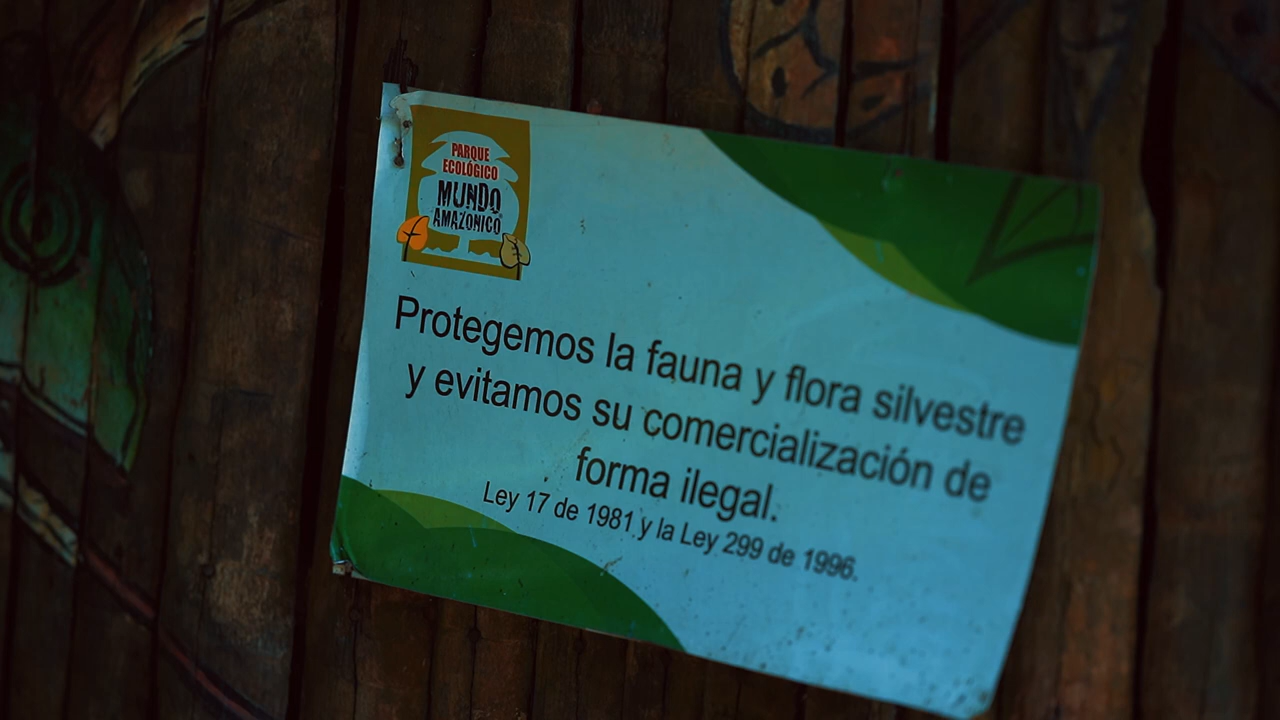 PARQUE
ECOLÓGICO
MUNDO
AMAZONICO
Protegemos la fauna y flora silvestre
y evitamos su comercialización de
forma ilegal.
Ley 17 de 1981 y la Ley 299 de 1996.